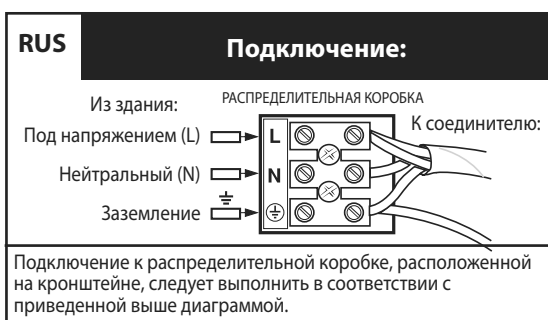 RUS
Подключение:
Из здания:
РАСПРЕДЕЛИТЕЛЬНАЯ КОРОБКА
К соединителю:
Под напряжением (L)
L
Нейтральный (N)
N
Заземление
Подключение к распределительной коробке, расположенной
на кронштейне, следует выполнить в соответствии с
приведенной выше диаграммой.